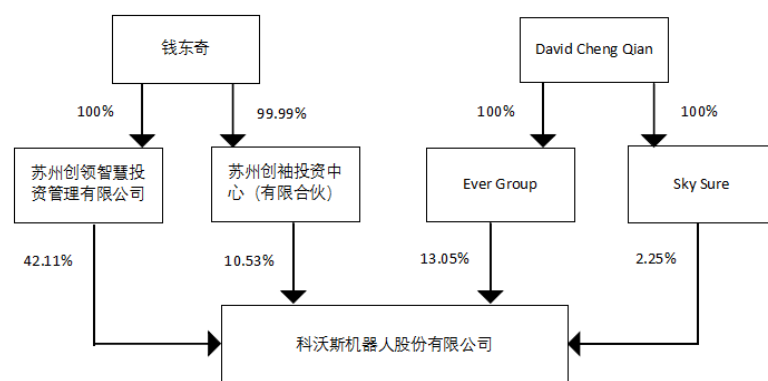 钱东奇
David Cheng Qian
100%
99.99%
100%
100%
苏州创领智慧投
资管理有限公司
苏州创袖投资中
心（有限合伙）
Ever Group
Sky Sure
42.11%
10.53%
13.05%
2.25%
科沃斯机器人股份有限公司